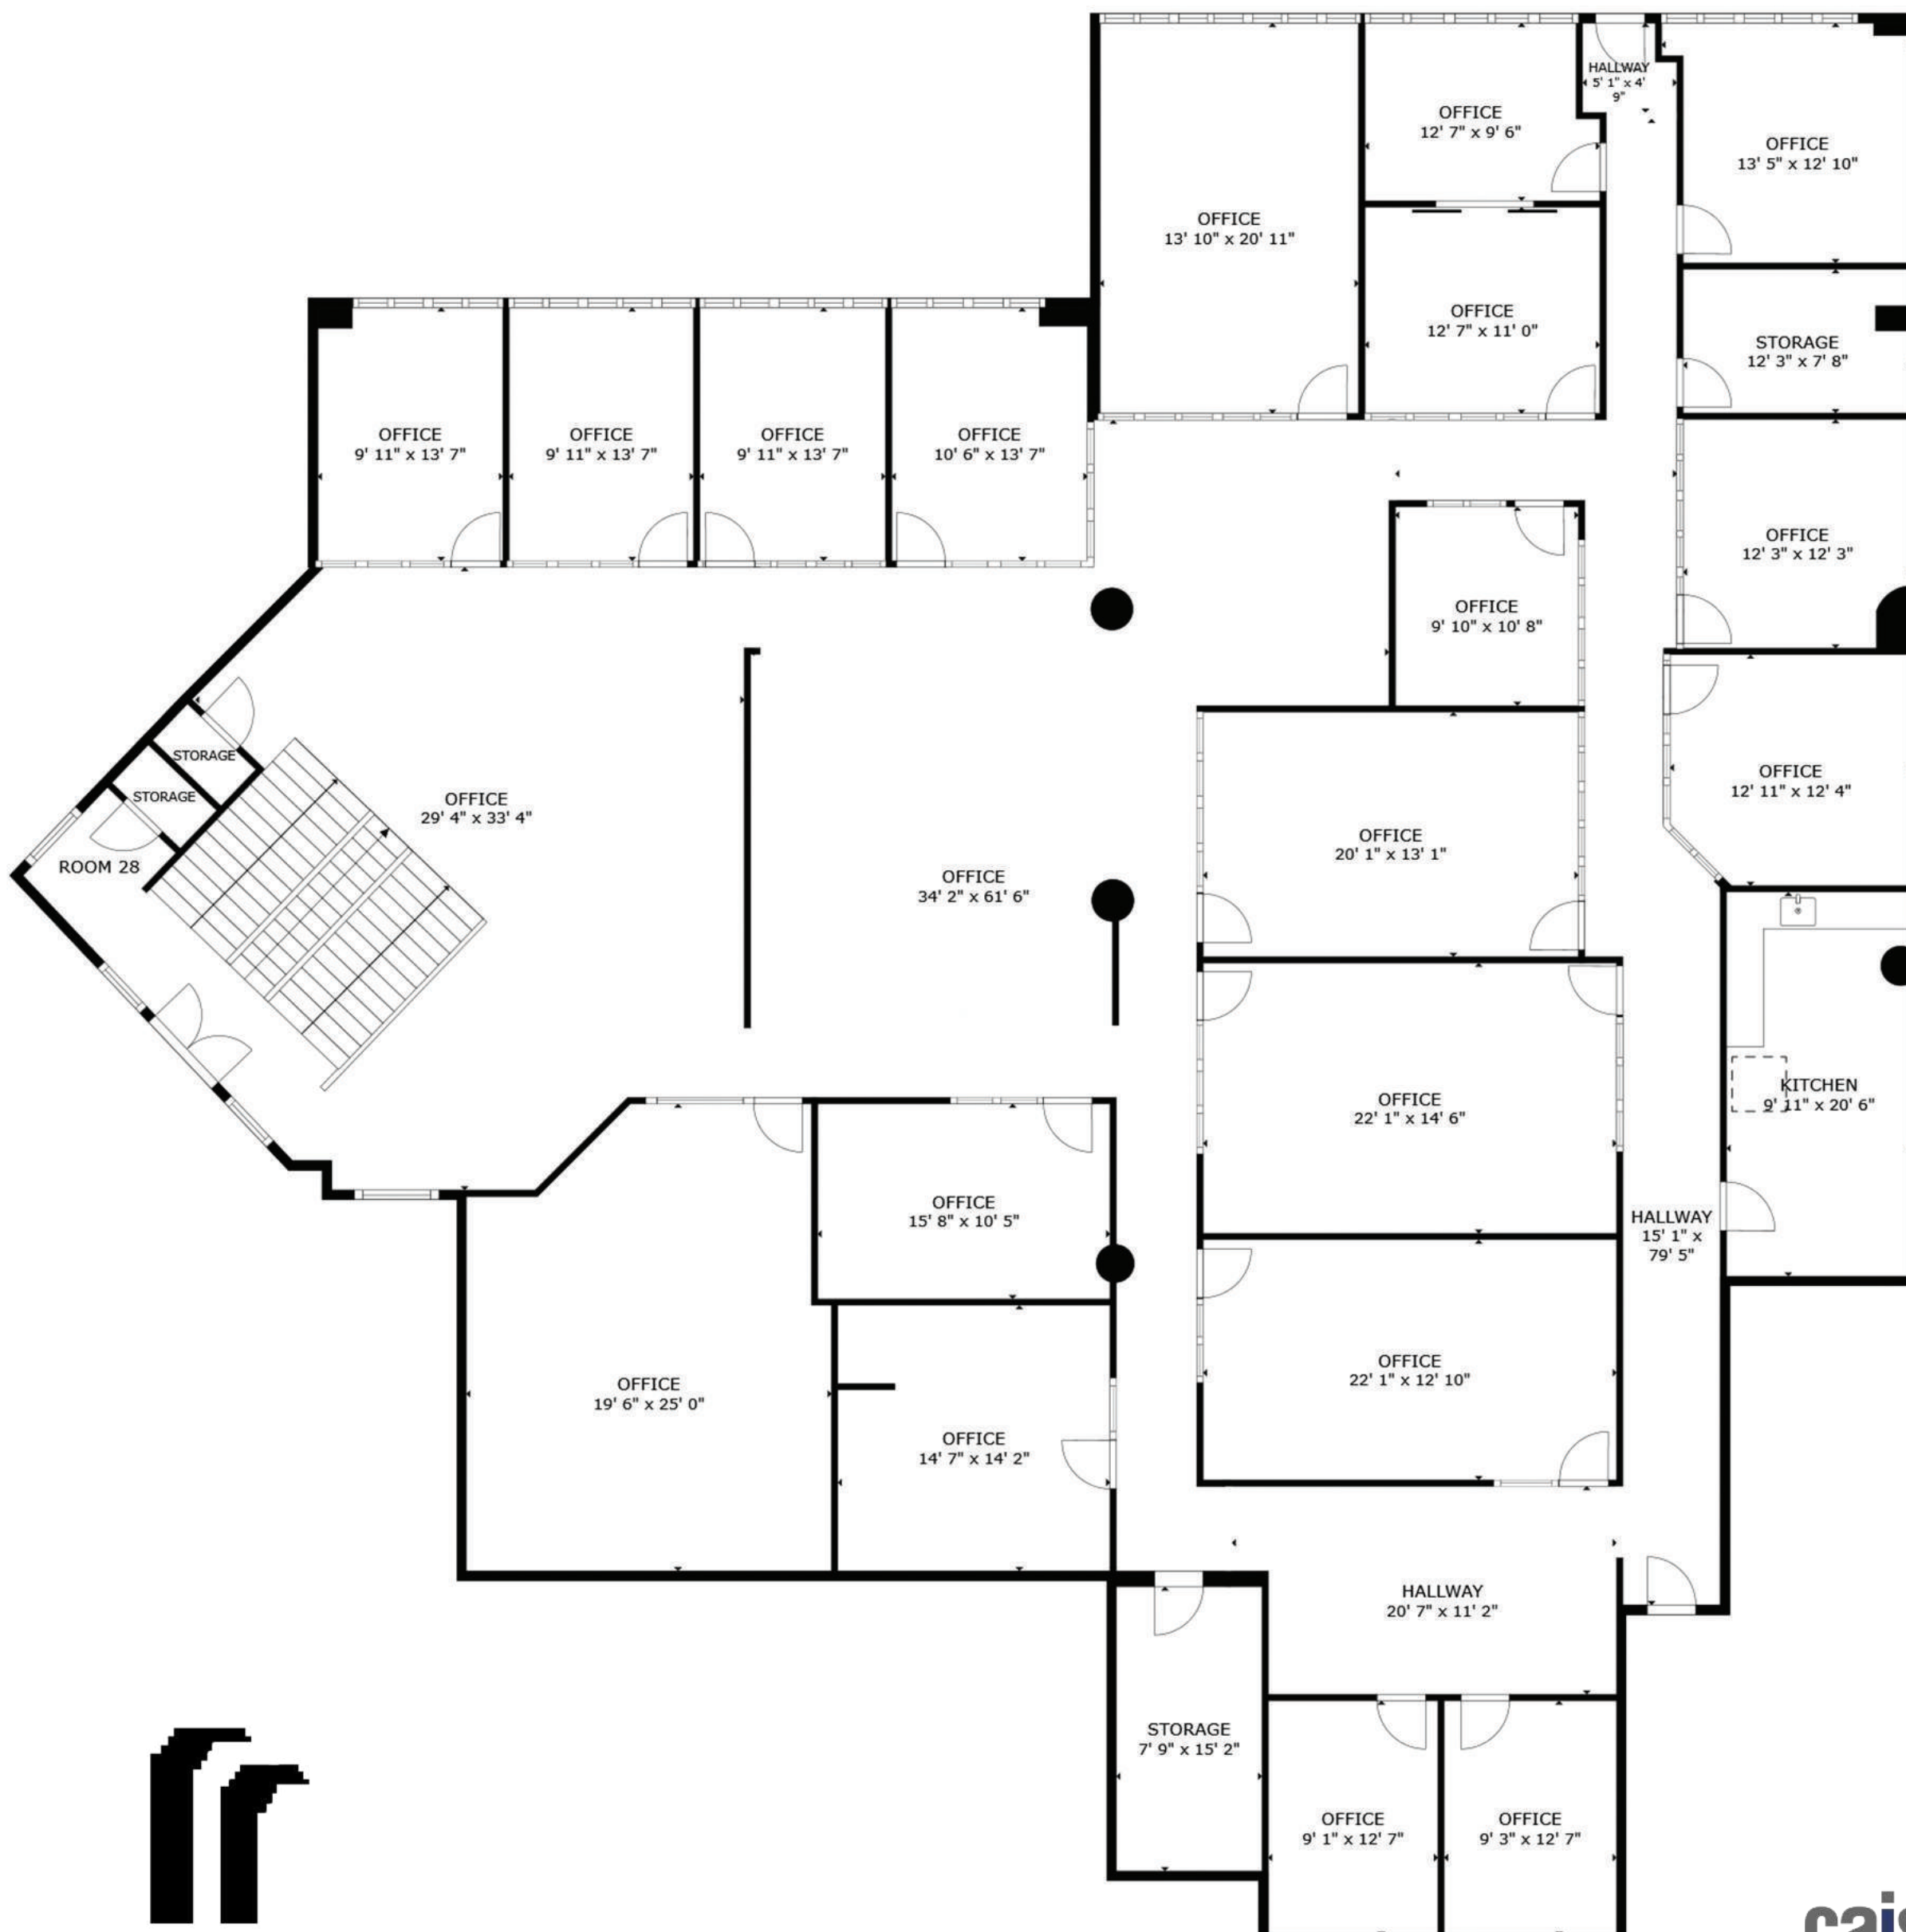 HALLWAY
5' 1" x 4'
9"
OFFICE
12' 7" x 9' 6"
OFFICE
13' 5" x 12' 10"
OFFICE
13' 10" x 20' 11"
OFFICE
12' 7" x 11' 0"
STORAGE
12' 3" x 7' 8"
OFFICE
9' 11" x 13' 7"
OFFICE
9' 11" x 13' 7"
OFFICE
9' 11" x 13' 7"
OFFICE
10' 6" x 13' 7"
OFFICE
12' 3" x 12' 3"
OFFICE
9' 10" x 10' 8"
STORAGE
STORAGE
ROOM 28
OFFICE
29' 4" x 33' 4"
OFFICE
34' 2" x 61' 6"
OFFICE
20' 1" x 13' 1"
OFFICE
12' 11" x 12' 4"
OFFICE
22' 1" x 14' 6"
KITCHEN
9' 11" x 20' 6"
OFFICE
15' 8" x 10' 5"
HALLWAY
15' 1" x
79' 5"
OFFICE
19' 6" x 25' 0"
OFFICE
14' 7" x 14' 2"
OFFICE
22' 1" x 12' 10"
HALLWAY
20' 7" x 11' 2"
STORAGE
7' 9" x 15' 2"
OFFICE
9' 1" x 12' 7"
OFFICE
9' 3" x 12' 7"